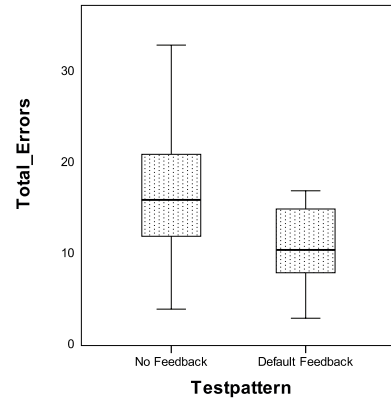 Total_Errors
30
20
10
0
No Feedback
Default Feedback
Testpattern